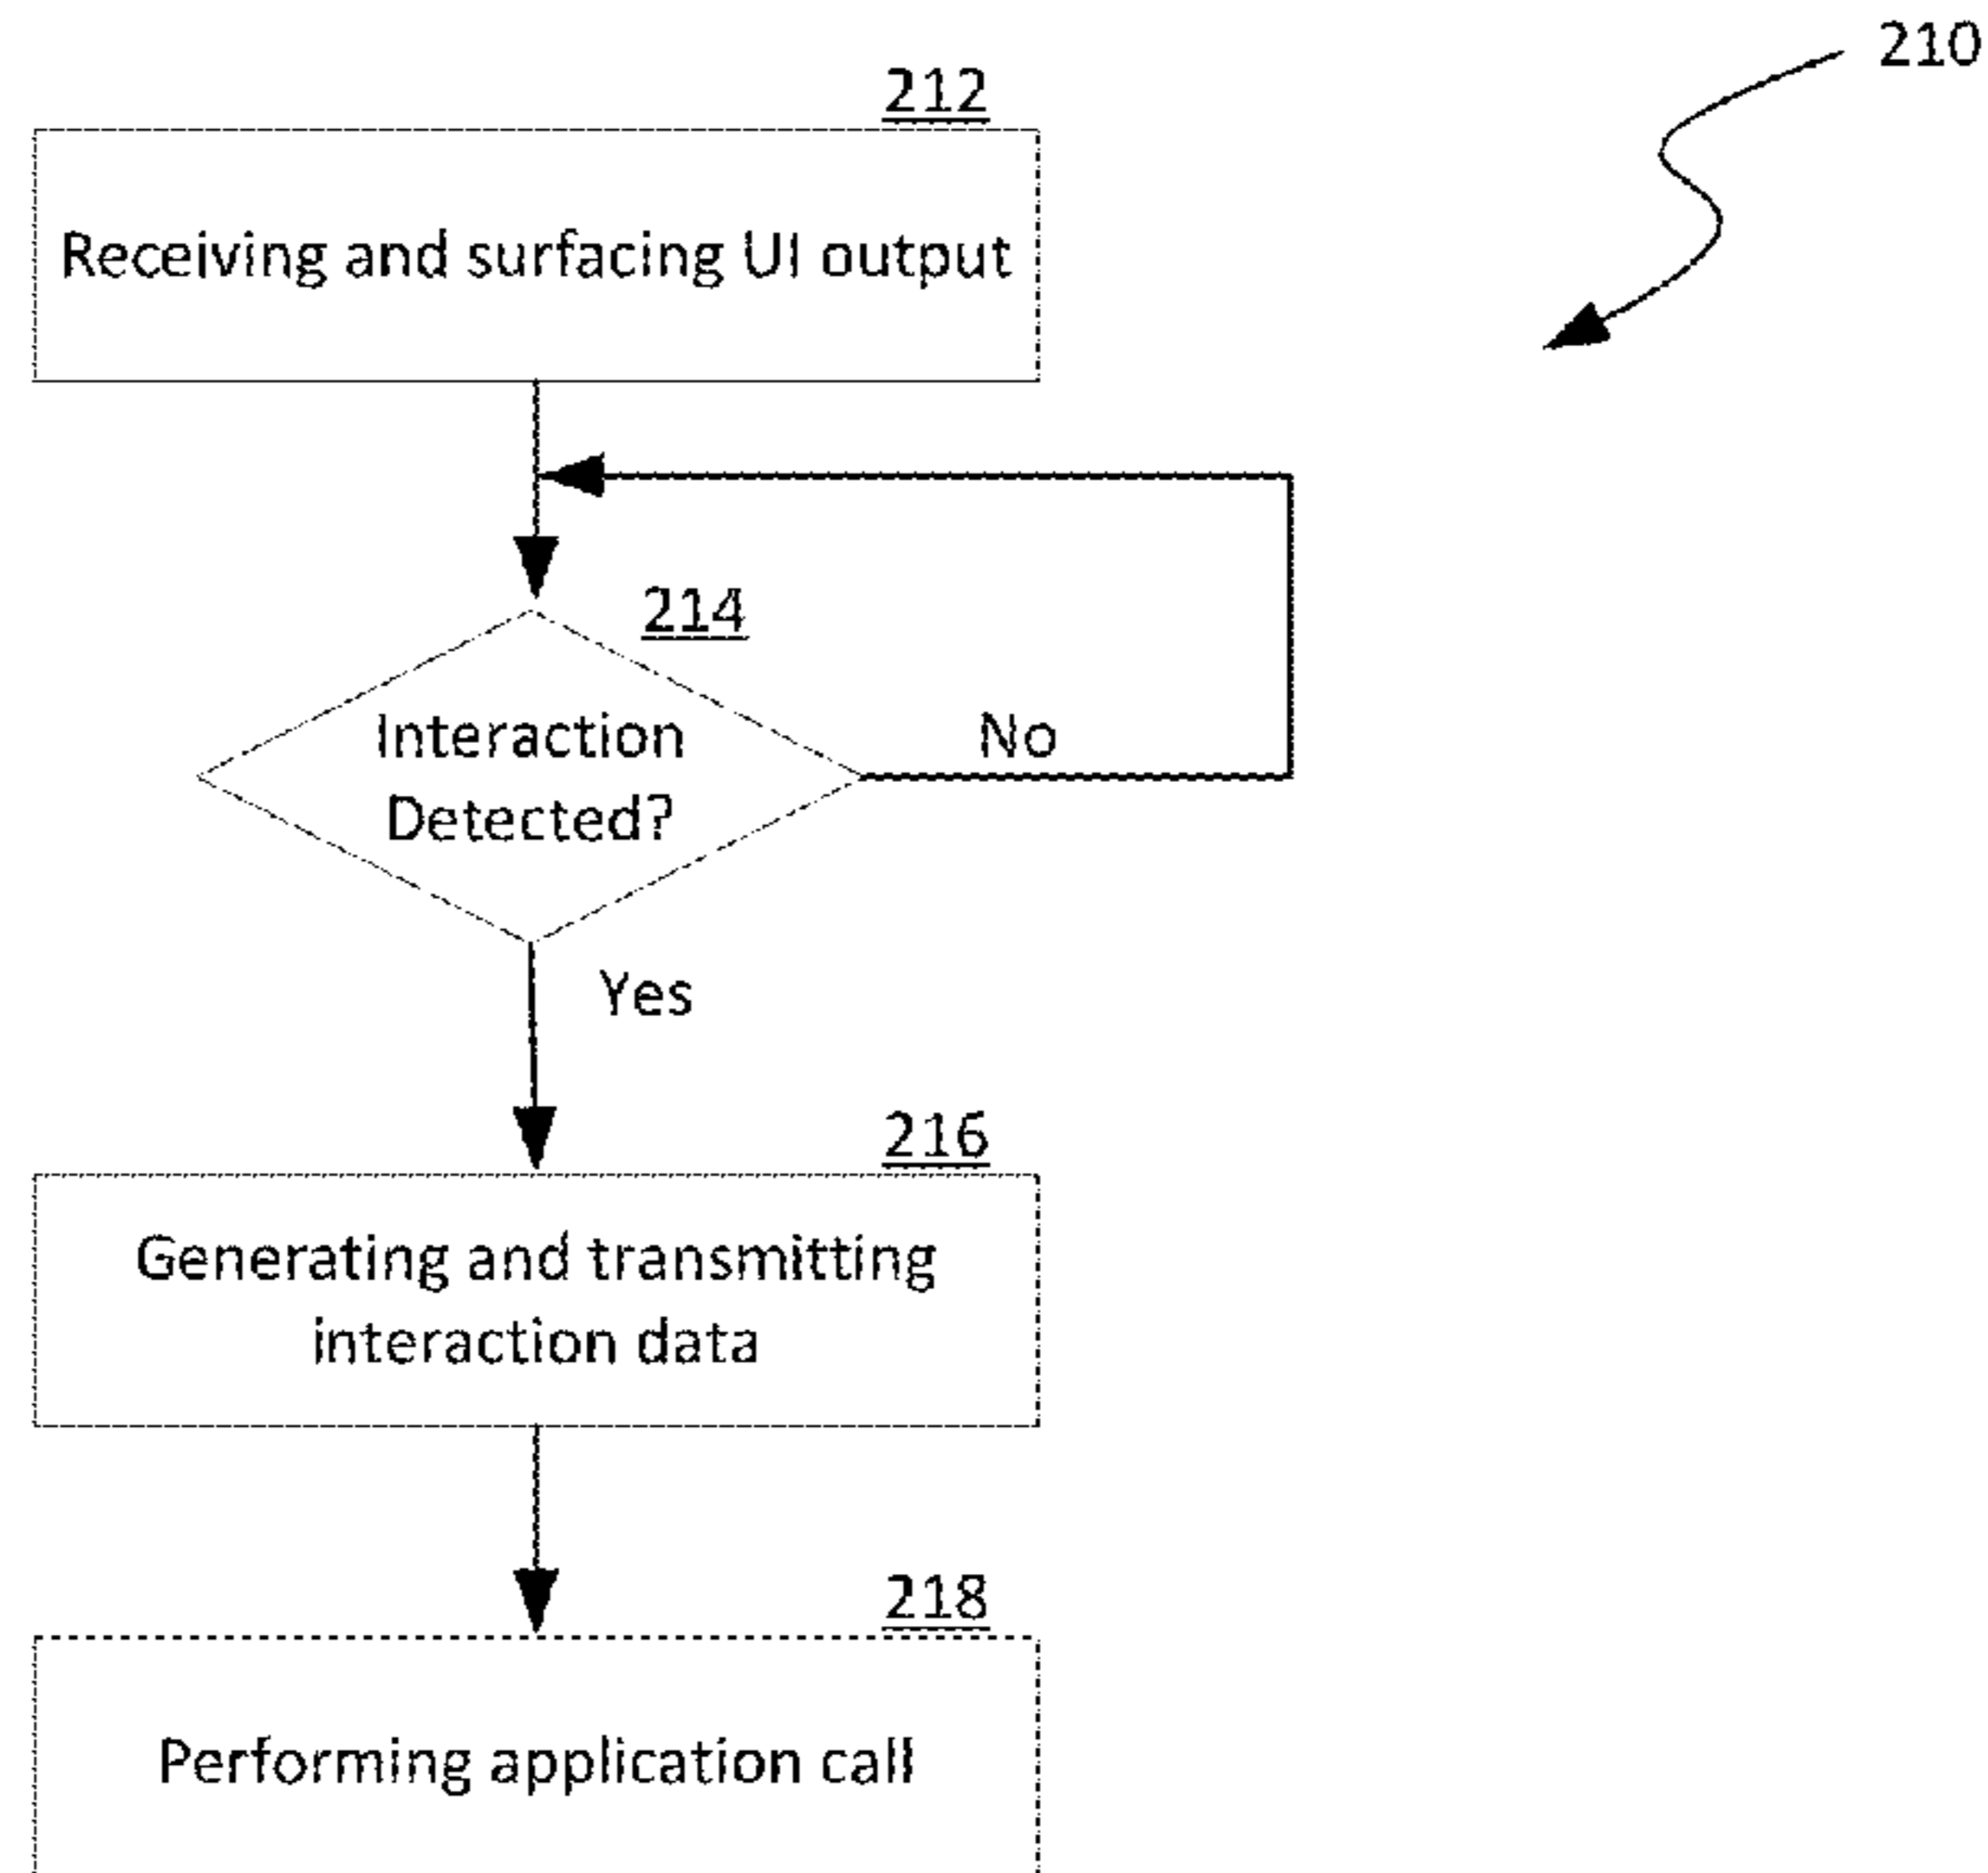 210
212
Receiving and surfacing UI output
214
Interaction
Detected?
No
Yes
216
Generating and transmitting
interaction data
218
Performing application call